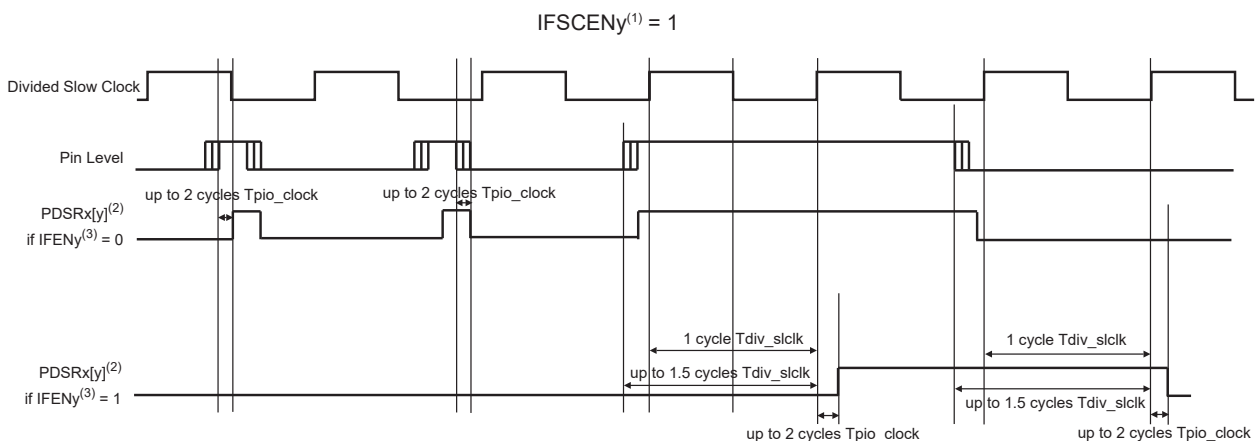 IFSCENy(1) = 1
Divided Slow Clock
Pin Level
up to 2 cycles Tpio_clock
up to 2 cycles Tpio_clock
PDSRx[y](2)
if IFENy(3) = 0
1 cycle Tdiv_slclk
1 cycle Tdiv_slclk
PDSRx[y](2)
up to 1.5 cycles Tdiv_slclk
if IFENy(3) = 1
up to 1.5 cycles Tdiv_slclk
up to 2 cycles Tpio_clock
up to 2 cycles Tpio_clock